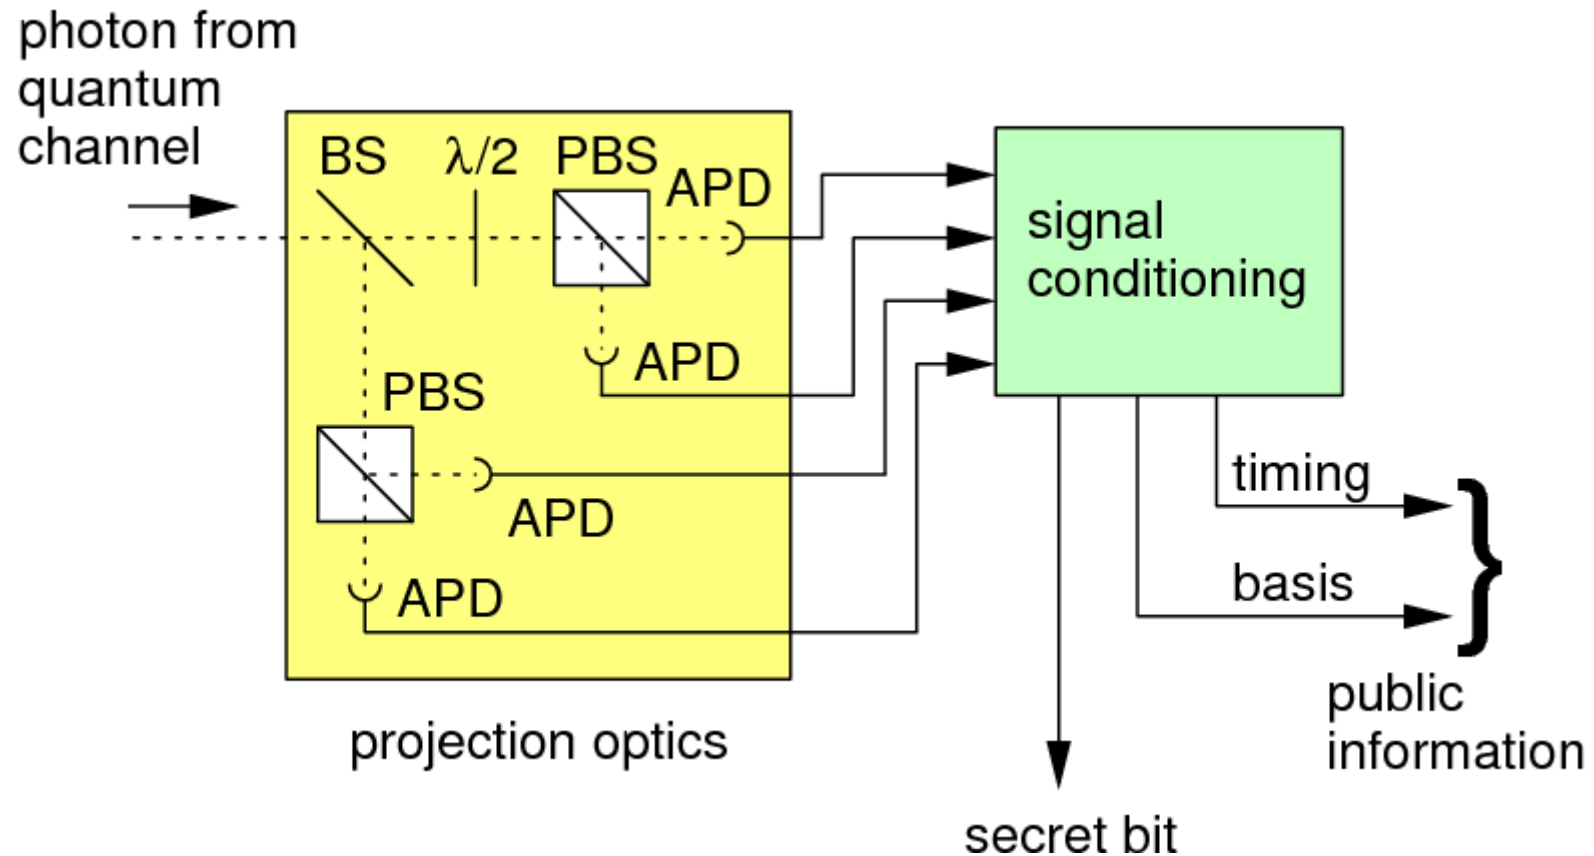 photon from
quantum
channel
BS
λ/2
PBS
APD
APD
PBS
APD
APD
projection optics
signal
conditioning
timing
basis
}
public
information
secret bit